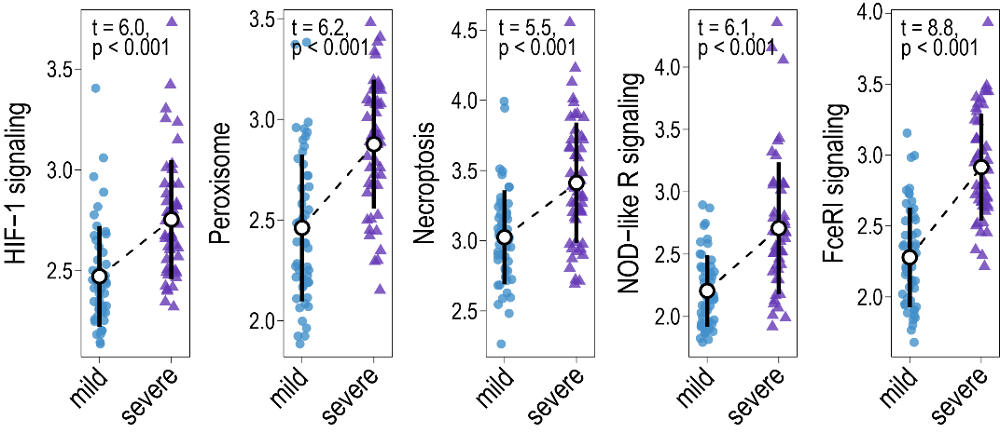 HIF−1 signaling
3.5
3.0
2.5
t = 6.0,
p < 0.001
mild
severe
Peroxisome
3.5
3.0
2.5
2.0
t = 6.2,
p < 0.001
mild
severe
Necroptosis
4.5
4.0
3.5
3.0
2.5
t = 5.5,
p < 0.001
mild
severe
NOD−like R signaling
4.0
3.5
3.0
2.5
2.0
t = 6.1,
p < 0.001
mild
severe
FceRI signaling
4.0
3.5
3.0
2.5
2.0
t = 8.8,
p < 0.001
mild
severe